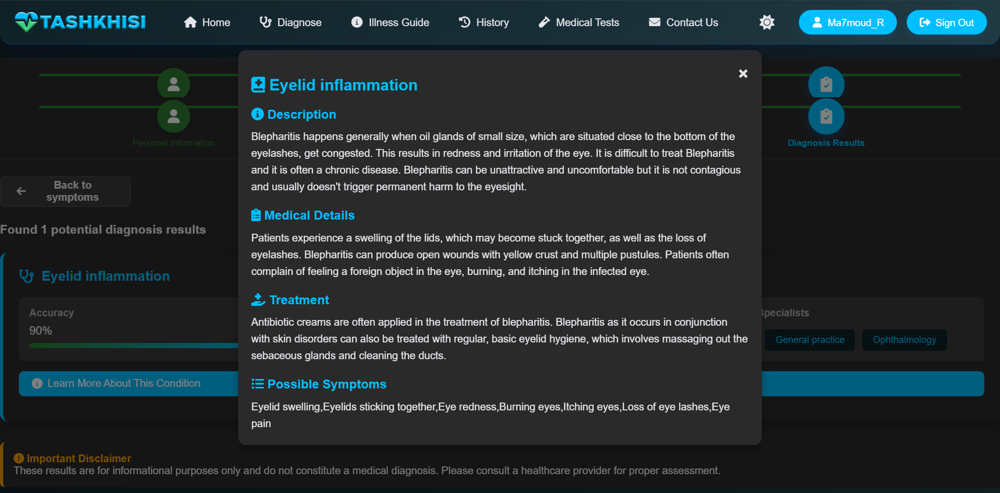 TASHKHISI
Home
Diagnose
Illness Guide
History
Medical Tests
Contact Us
Ma7moud_R
Sign Out
Personal Information
Diagnosis Results
Back to
symptoms
Found 1 potential diagnosis results
Eyelid inflammation
Accuracy
90%
Specialists
General practice
Ophthalmology
Learn More About This Condition
Eyelid inflammation
Description
Blepharitis happens generally when oil glands of small size, which are situated close to the bottom of the
eyelashes, get congested. This results in redness and irritation of the eye. It is difficult to treat Blepharitis
and it is often a chronic disease. Blepharitis can be unattractive and uncomfortable but it is not contagious
and usually doesn't trigger permanent harm to the eyesight.
Medical Details
Patients experience a swelling of the lids, which may become stuck together, as well as the loss of
eyelashes. Blepharitis can produce open wounds with yellow crust and multiple pustules. Patients often
complain of feeling a foreign object in the eye, burning, and itching in the infected eye.
Treatment
Antibiotic creams are often applied in the treatment of blepharitis. Blepharitis as it occurs in conjunction
with skin disorders can also be treated with regular, basic eyelid hygiene, which involves massaging out the
sebaceous glands and cleaning the ducts.
Possible Symptoms
Eyelid swelling,Eyelids sticking together,Eye redness,Burning eyes,Itching eyes,Loss of eye lashes,Eye
pain
Important Disclaimer
These results are for informational purposes only and do not constitute a medical diagnosis. Please consult a healthcare provider for proper assessment.